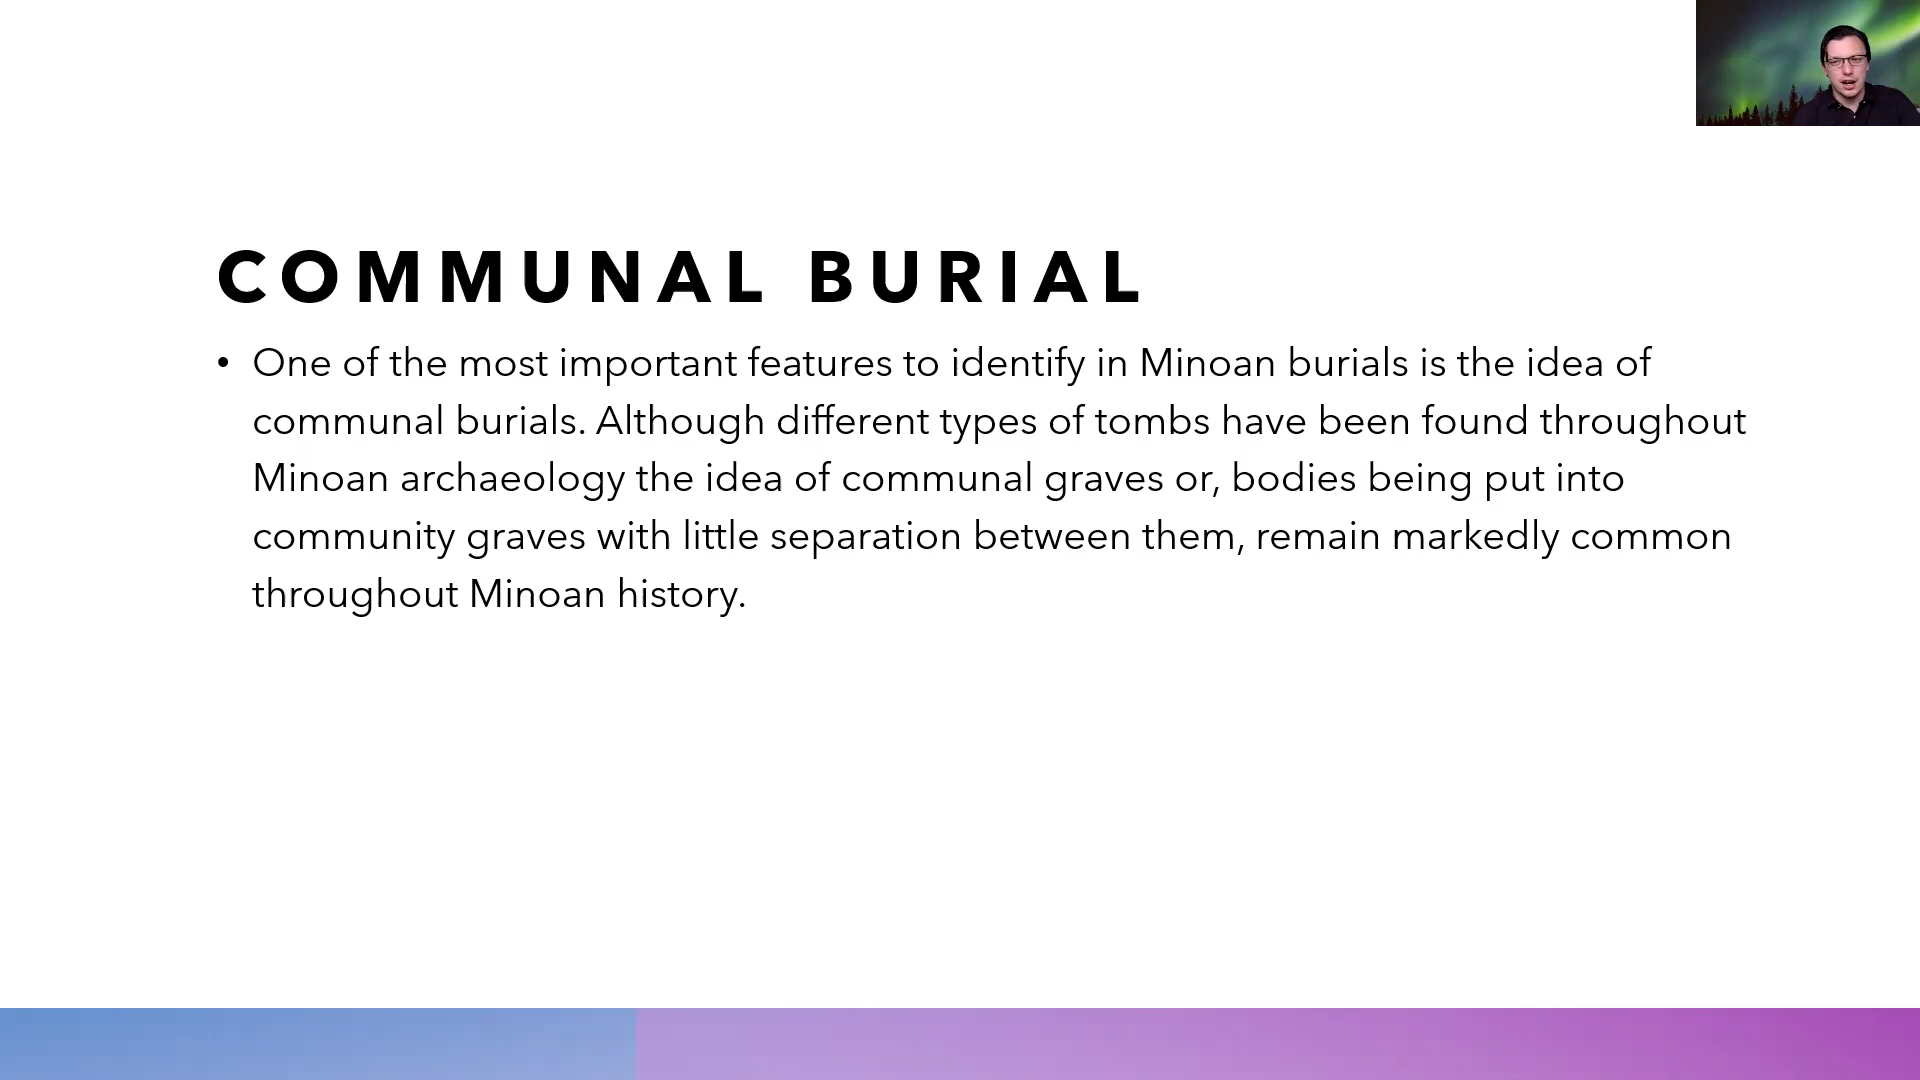 COMMUNAL BURIAL
• One of the most important features to identify in Minoan burials is the idea of
communal burials. Although different types of tombs have been found throughout
Minoan archaeology the idea of communal graves or, bodies being put into
community graves with little separation between them, remain markedly common
throughout Minoan history.